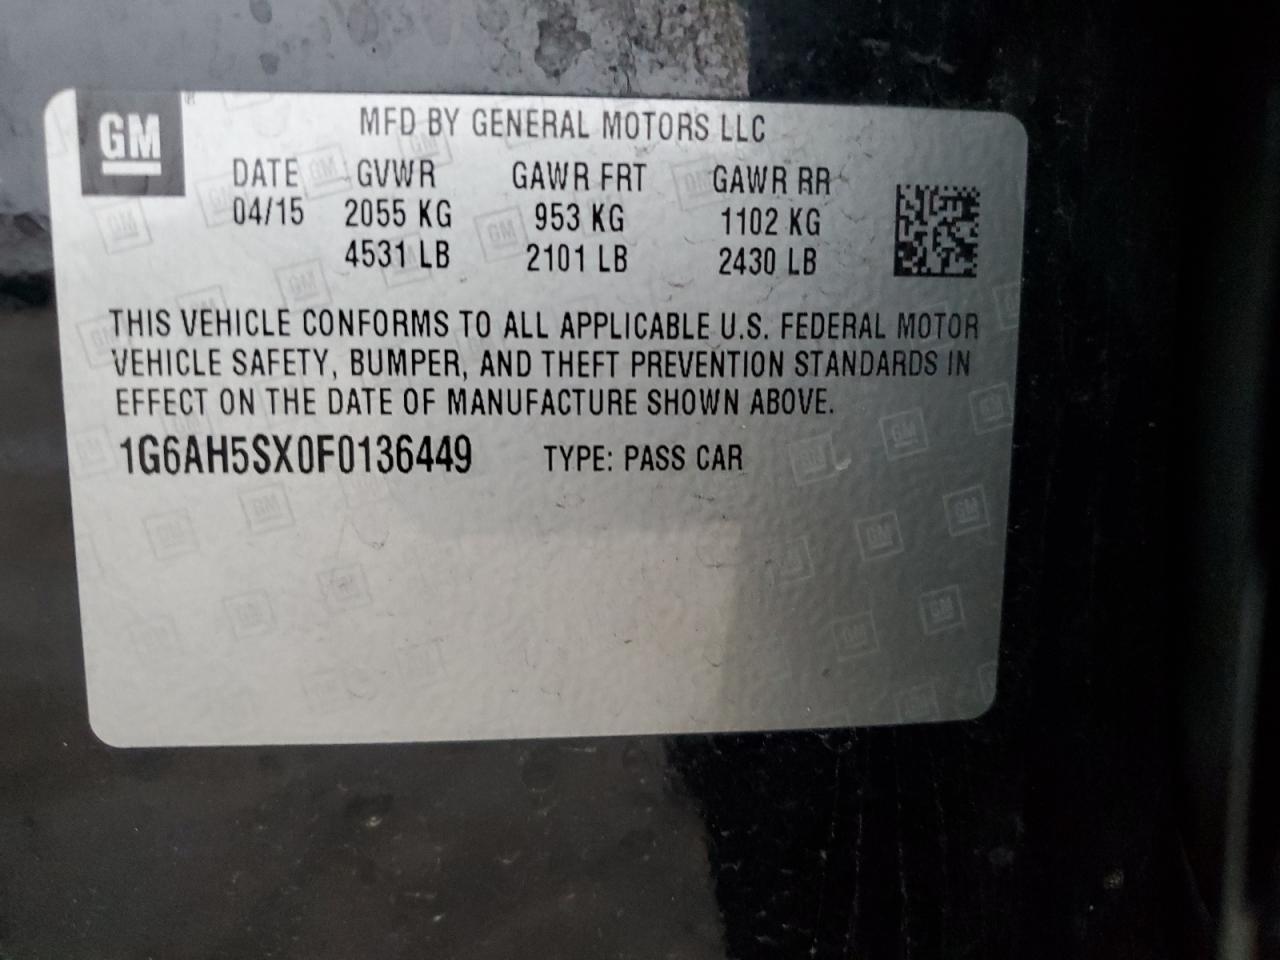 GM
MFD BY GENERAL MOTORS LLC
DATE GVWR GAWR FRT GAWR RR
04/15 2055 KG 953 KG 1102 KG
4531 LB 2101 LB 2430 LB
THIS VEHICLE CONFORMS TO ALL APPLICABLE U.S. FEDERAL MOTOR
VEHICLE SAFETY, BUMPER, AND THEFT PREVENTION STANDARDS IN
EFFECT ON THE DATE OF MANUFACTURE SHOWN ABOVE.
1G6AH5SX0F0136449 TYPE: PASS CAR